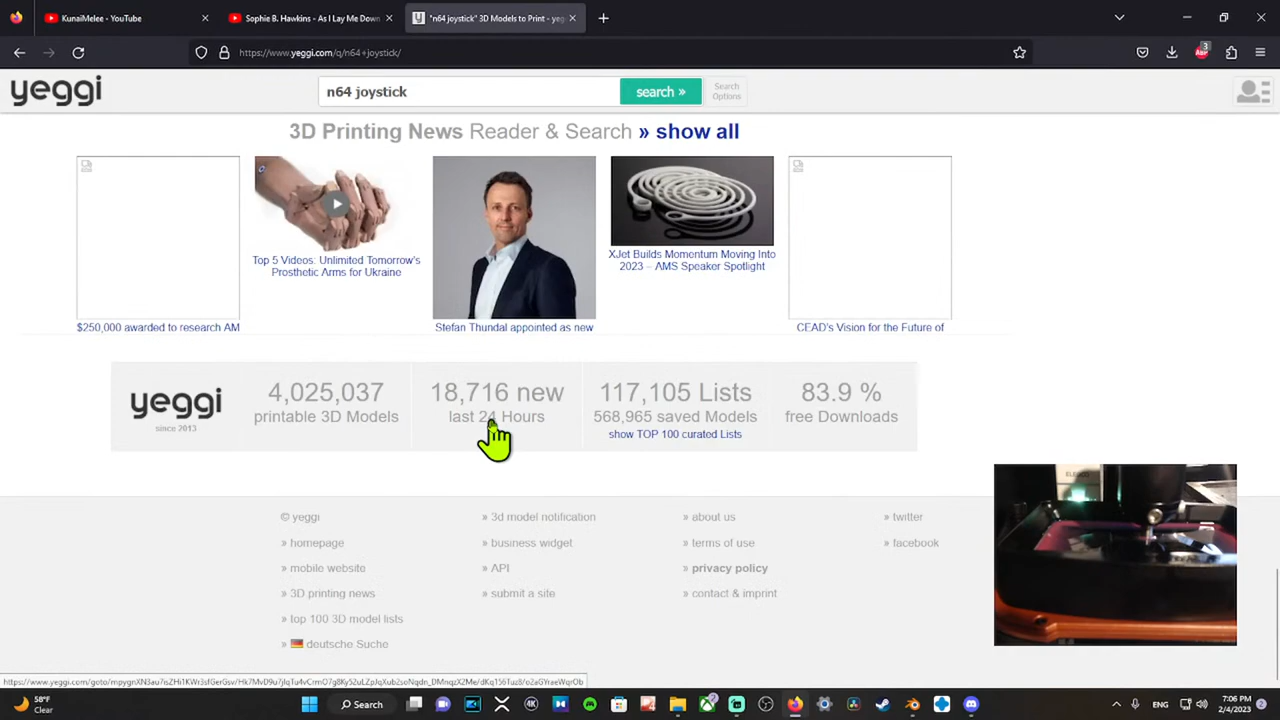 KunaiMelee - YouTube
Sophie B. Hawkins - As I Lay Me Down
"n64 joystick" 3D Models to Print - yeg
https://www.yeggi.com/q/n64+joystick/
3
yeggi
n64 joystick
search »
Search
Options
3D Printing News Reader & Search » show all
Top 5 Videos: Unlimited Tomorrow's
Prosthetic Arms for Ukraine
XJet Builds Momentum Moving Into
2023 – AMS Speaker Spotlight
$250,000 awarded to research AM
Stefan Thundal appointed as new
CEAD's Vision for the Future of
yeggi
since 2013
4,025,037
printable 3D Models
18,716 new
last 24 Hours
117,105 Lists
568,965 saved Models
show TOP 100 curated Lists
83.9 %
free Downloads
© yeggi
» homepage
» mobile website
» 3D printing news
» top 100 3D model lists
» deutsche Suche
» 3d model notification
» business widget
» API
» submit a site
» about us
» terms of use
» privacy policy
» contact & imprint
» twitter
» facebook
ELEGOO
58°F
Clear
Search
ENG
7:06 PM
2/4/2023